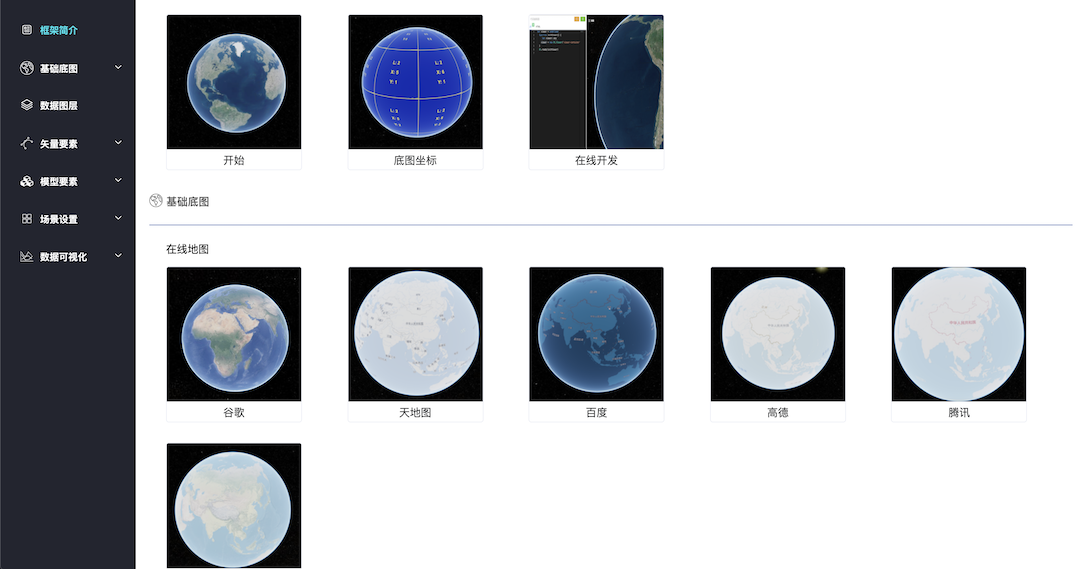 框架简介
基础底图
数据图层
矢量要素
模型要素
场景设置
数据可视化
开始
底图坐标
在线开发
基础底图
在线地图
谷歌
天地图
百度
高德
腾讯